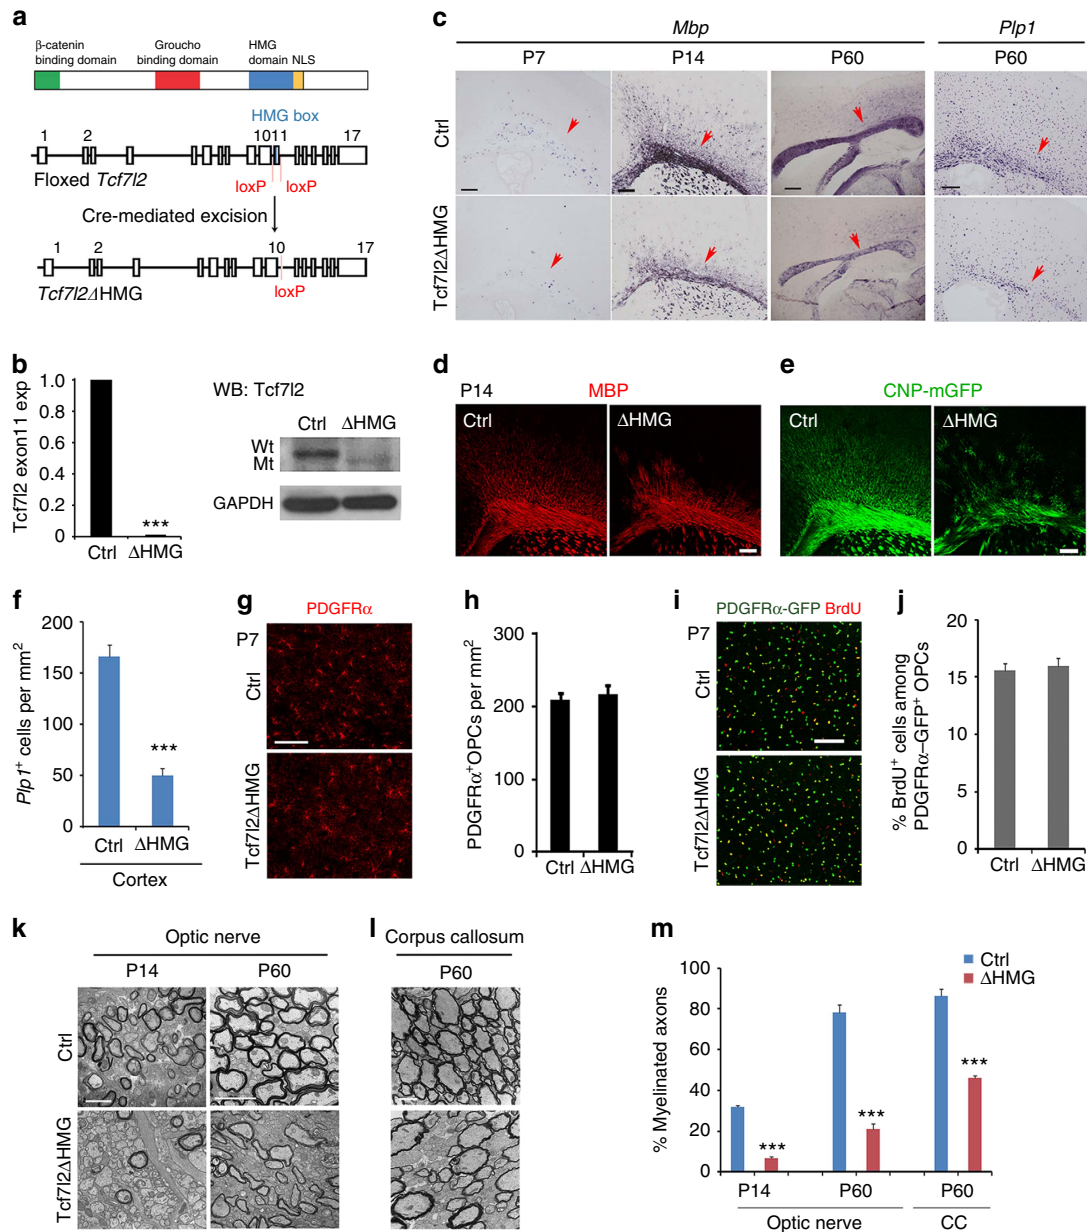 a
β-catenin
binding domain
Groucho
binding domain
HMG
domain NLS
HMG box
1 2 1011 17
Floxed Tcf7l2
loxP loxP
Cre-mediated excision
1 2 10 17
Tcf7l2ΔHMG
loxP
b
Tcf7l2 exon11 exp
1.0
0.8
0.6
0.4
0.2
0
***
Ctrl ΔHMG
WB: Tcf7l2
Ctrl ΔHMG
Wt
Mt
GAPDH
c
Mbp Plp1
P7 P14 P60 P60
Ctrl
Tcf7l2ΔHMG
d
P14 MBP
Ctrl ΔHMG
e
CNP-mGFP
Ctrl ΔHMG
f
Plp1+ cells per mm2
200
150
100
50
0
***
Ctrl ΔHMG
Cortex
g
PDGFRα
P7
Ctrl
Tcf7l2ΔHMG
h
PDGFRα+OPCs per mm2
300
200
100
0
Ctrl ΔHMG
i
PDGFRα-GFP BrdU
P7
Ctrl
Tcf7l2ΔHMG
j
% BrdU+ cells among
PDGFRα–GFP+ OPCs
20
15
10
5
0
Ctrl ΔHMG
k
Optic nerve
P14 P60
Ctrl
Tcf7l2ΔHMG
l
Corpus callosum
P60
m
Ctrl
ΔHMG
% Myelinated axons
100
80
60
40
20
0
***
***
***
P14 P60 P60
Optic nerve CC